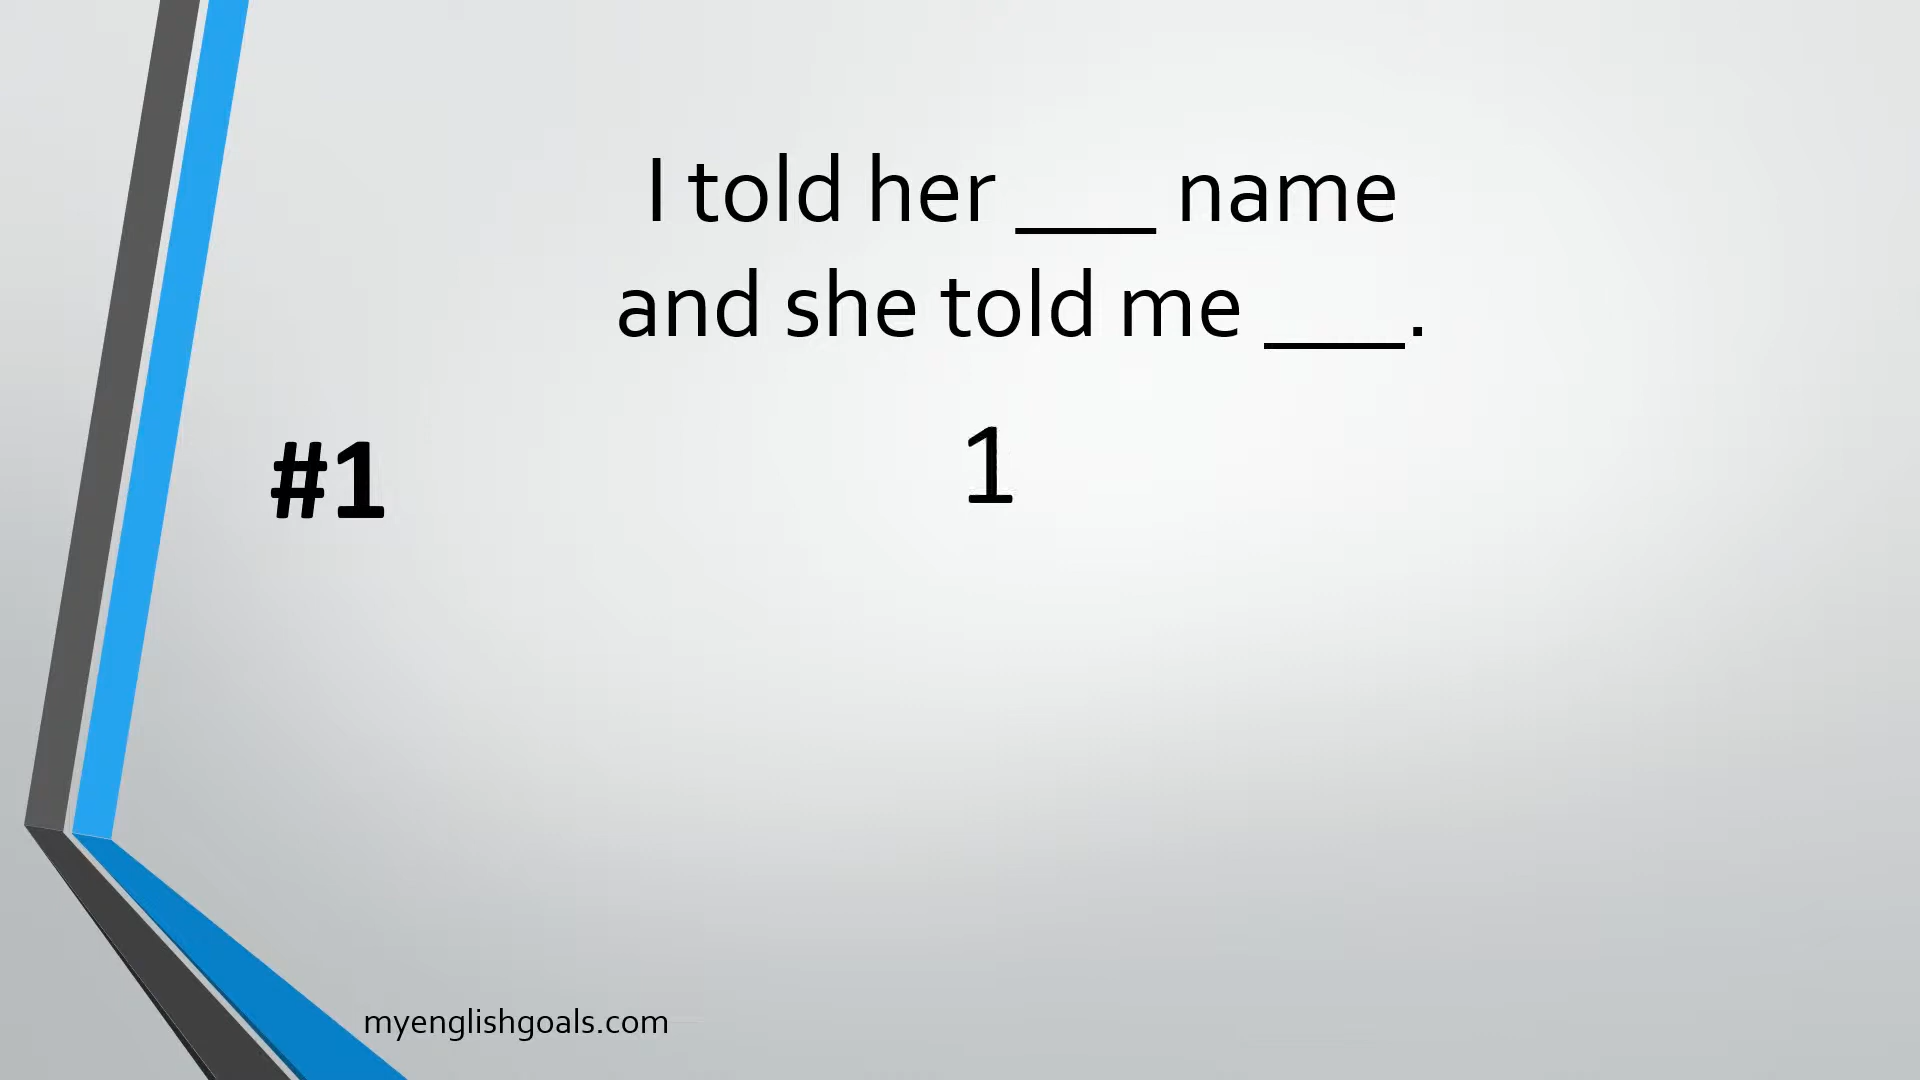 I told her ___ name
and she told me ___.
#1
1
myenglishgoals.com